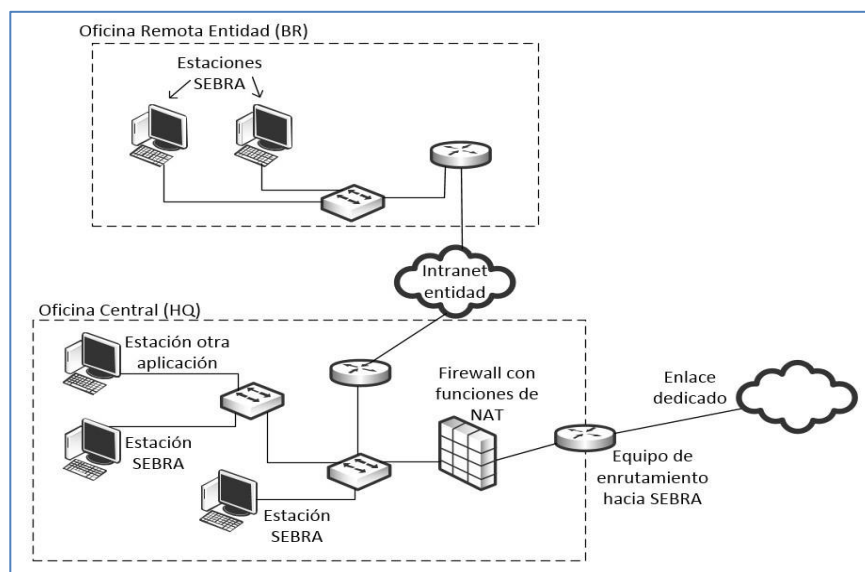 Oficina Remota Entidad (BR)
Estaciones
SEBRA
Intranet
entidad
Oficina Central (HQ)
Estación otra
aplicación
Firewall con
funciones de
NAT
Enlace
dedicado
Estación
SEBRA
Estación
SEBRA
Equipo de
enrutamiento
hacia SEBRA